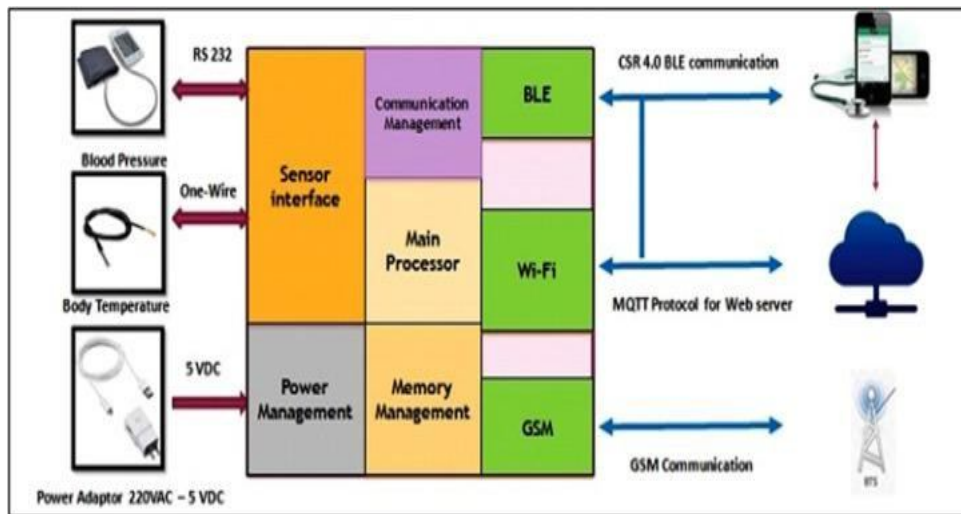 RS 232
Blood Pressure
One-Wire
Body Temperature
5 VDC
Power Adaptor 220VAC – 5 VDC
Sensor
interface
Power
Management
Communication
Management
Main
Processor
Memory
Management
BLE
Wi-Fi
GSM
CSR 4.0 BLE communication
MQTT Protocol for Web server
GSM Communication
BTS